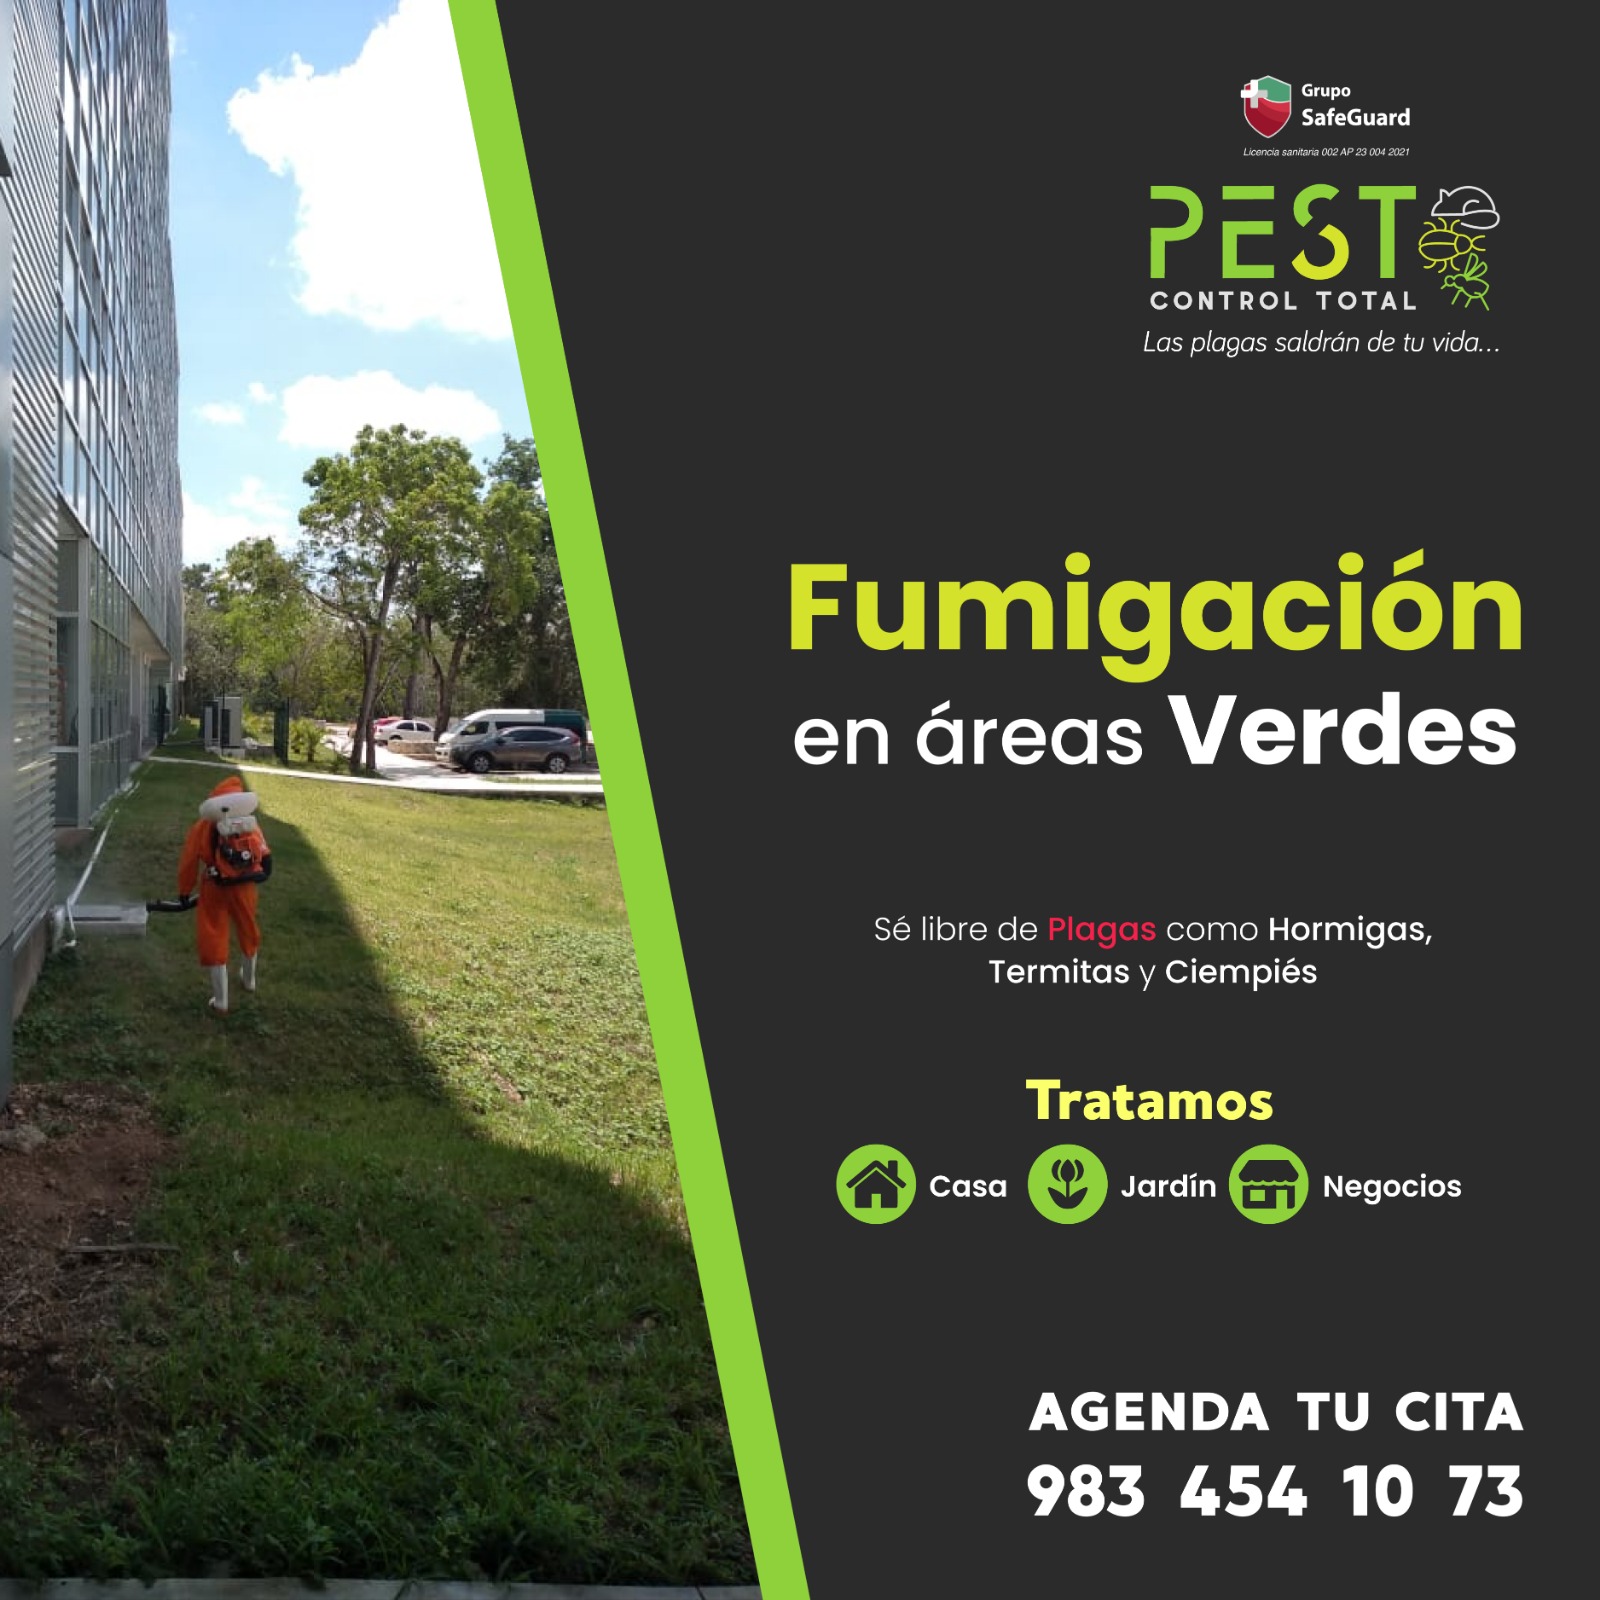 Grupo
SafeGuard
Licencia sanitaria 002 AP 23 004 2021
PEST
CONTROL TOTAL
Las plagas saldrán de tu vida...
Fumigación
en áreas Verdes
Sé libre de Plagas como Hormigas,
Termitas y Ciempiés
Tratamos
Casa Jardín Negocios
AGENDA TU CITA
983 454 10 73